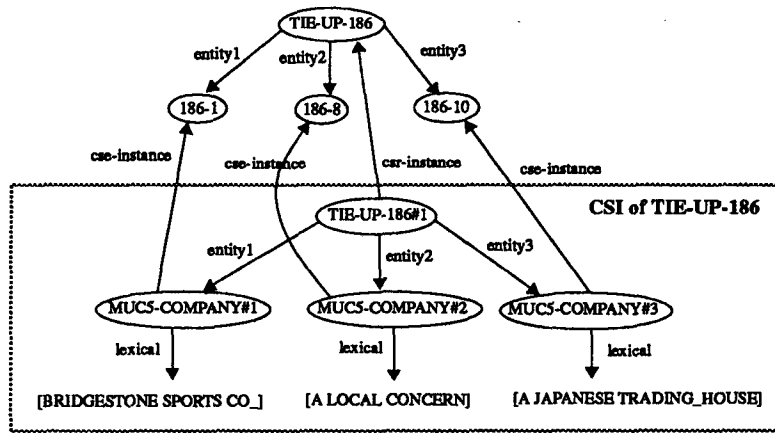 TIE-UP-186
entity1
entity2
entity3
186-1
186-8
186-10
cse-instance
cse-instance
csr-instance
cse-instance
CSI of TIE-UP-186
TIE-UP-186#1
entity1
entity2
entity3
MUC5-COMPANY#1
MUC5-COMPANY#2
MUC5-COMPANY#3
lexical
lexical
lexical
[BRIDGESTONE SPORTS CO_]
[A LOCAL CONCERN]
[A JAPANESE TRADING_HOUSE]